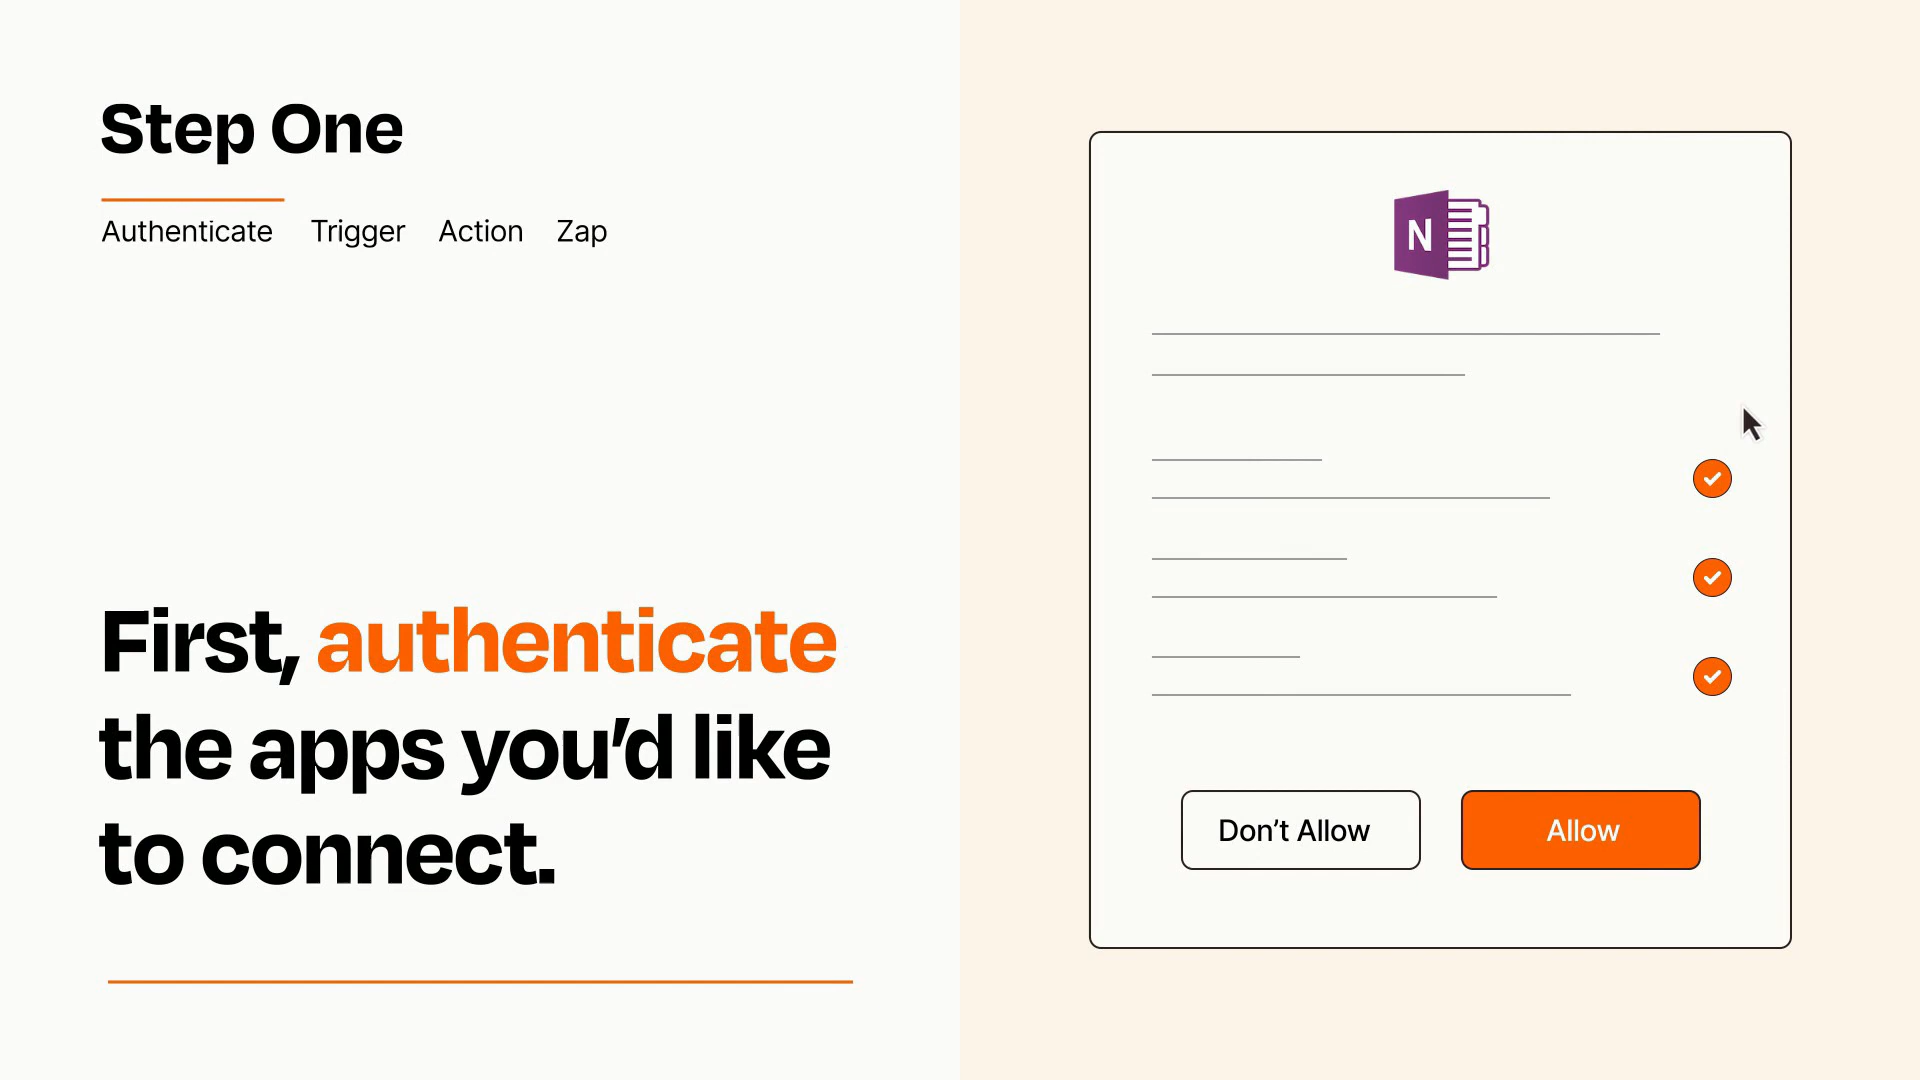 Step One
Authenticate Trigger Action Zap
First, authenticate
the apps you’d like
to connect.
N
Don’t Allow Allow